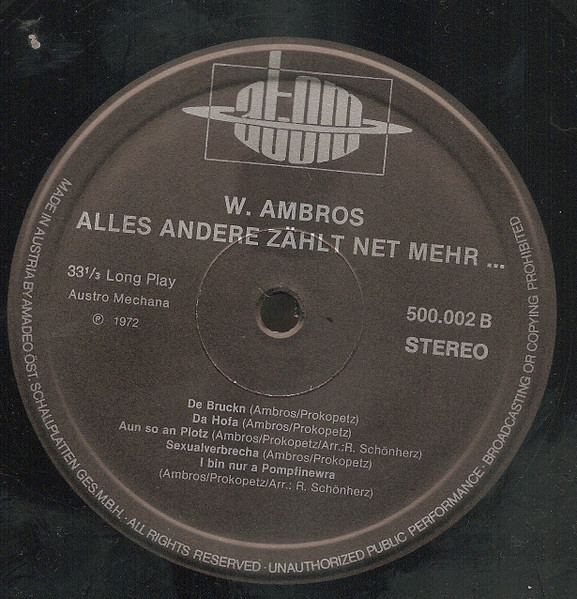 atom
W. AMBROS
ALLES ANDERE ZÄHLT NET MEHR ...
33 1/3 Long Play
Austro Mechana
℗ 1972
500.002 B
STEREO
De Bruckn (Ambros/Prokopetz)
Da Hofa (Ambros/Prokopetz)
Aun so an Plotz (Ambros/Prokopetz/Arr.:R. Schönherz)
Sexualverbrecha (Ambros/Prokopetz)
I bin nur a Pompfinewra
(Ambros/Prokopetz/Arr.: R. Schönherz)
MADE IN AUSTRIA BY AMADEO, ÖST. SCHALLPLATTEN GES.M.B.H. · ALL RIGHTS RESERVED · UNAUTHORIZED PUBLIC PERFORMANCE · BROADCASTING OR COPYING PROHIBITED